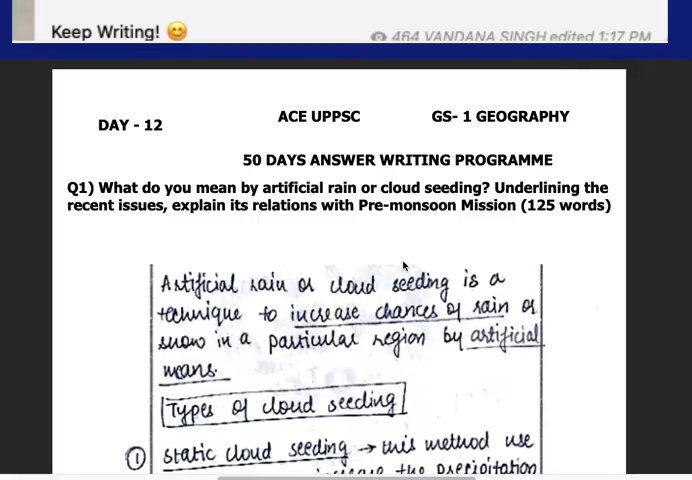 Keep Writing! 😊
464 VANDANA SINGH edited 1:17 PM
DAY - 12
ACE UPPSC
GS- 1 GEOGRAPHY
50 DAYS ANSWER WRITING PROGRAMME
Q1) What do you mean by artificial rain or cloud seeding? Underlining the
recent issues, explain its relations with Pre-monsoon Mission (125 words)
Artificial rain or cloud seeding is a
technique to increase chances of rain or
snow in a particular region by artificial
means.
Types of cloud seeding
① Static cloud seeding → this method use
increase the precipitation